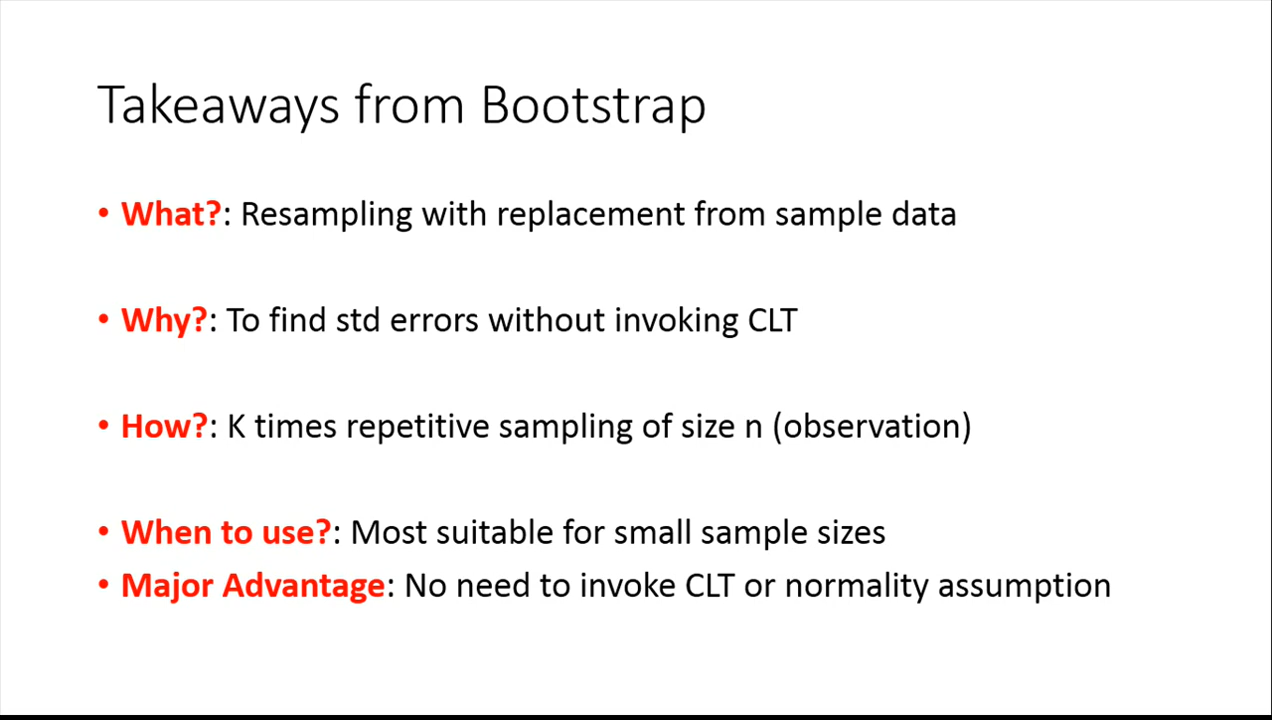 Takeaways from Bootstrap
• What?: Resampling with replacement from sample data
• Why?: To find std errors without invoking CLT
• How?: K times repetitive sampling of size n (observation)
• When to use?: Most suitable for small sample sizes
• Major Advantage: No need to invoke CLT or normality assumption